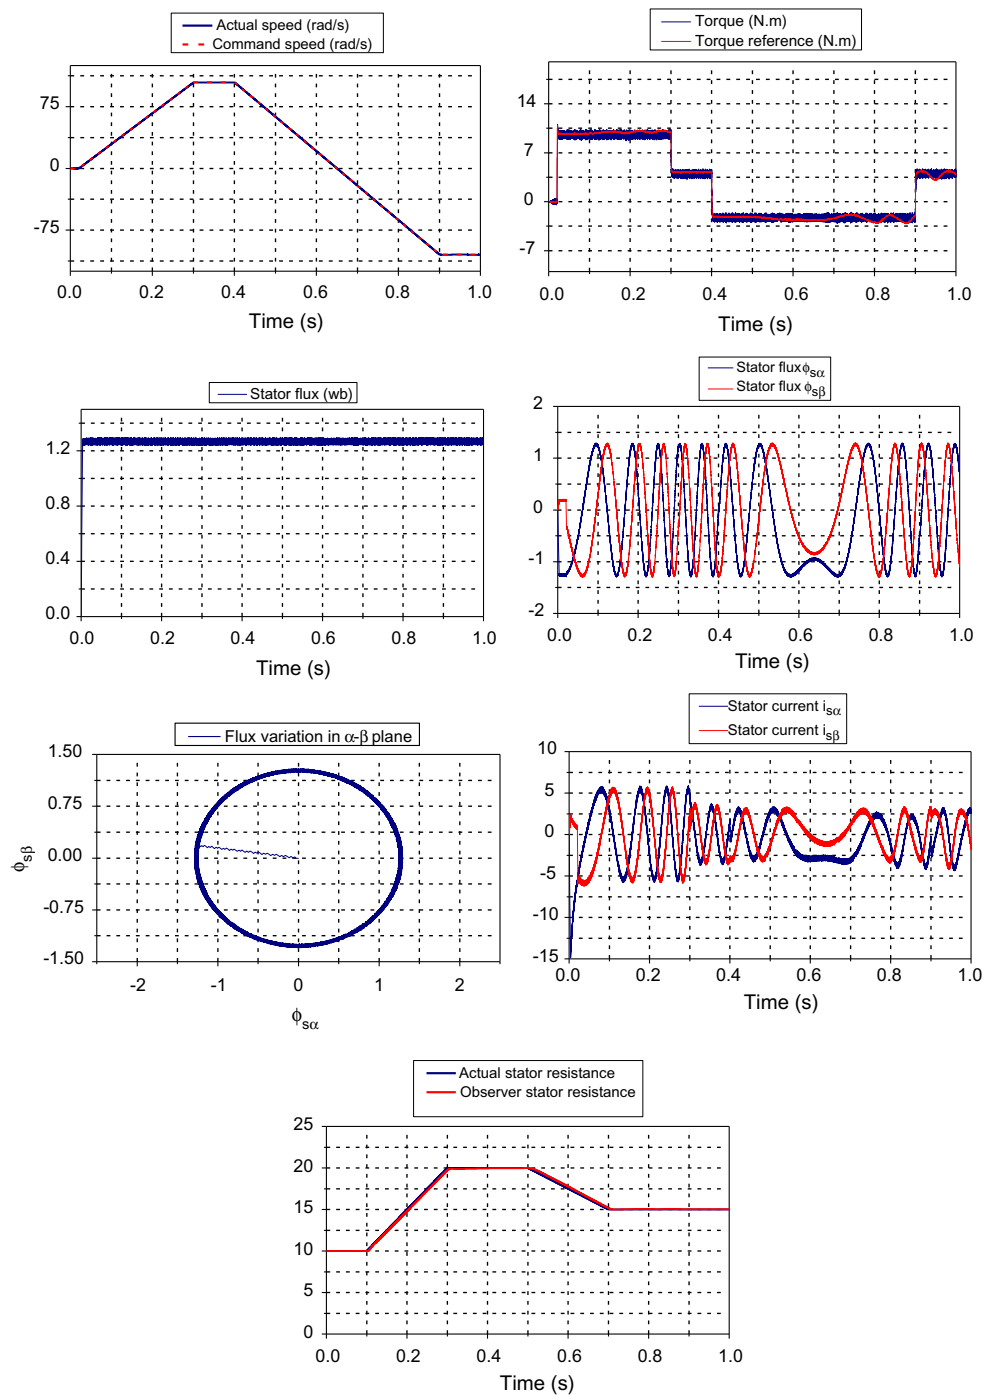 Actual speed (rad/s)
Command speed (rad/s)
75
0
-75
0.0 0.2 0.4 0.6 0.8 1.0
Time (s)
Torque (N.m)
Torque reference (N.m)
14
7
0
-7
0.0 0.2 0.4 0.6 0.8 1.0
Time (s)
Stator flux (wb)
1.2
0.8
0.4
0.0
0.0 0.2 0.4 0.6 0.8 1.0
Time (s)
Stator flux ϕsα
Stator flux ϕsβ
2
1
0
-1
-2
0.0 0.2 0.4 0.6 0.8 1.0
Time (s)
Flux variation in α-β plane
1.50
0.75
0.00
-0.75
-1.50
ϕsβ
-2 -1 0 1 2
ϕsα
Stator current isα
Stator current isβ
10
5
0
-5
-10
-15
0.0 0.2 0.4 0.6 0.8 1.0
Time (s)
Actual stator resistance
Observer stator resistance
25
20
15
10
5
0
0.0 0.2 0.4 0.6 0.8 1.0
Time (s)